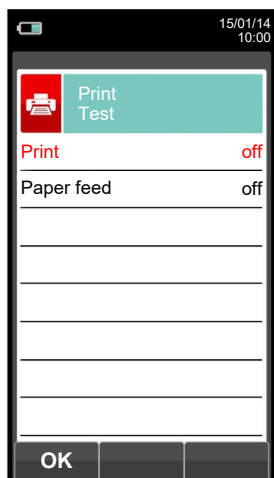 15/01/14
10:00
Print
Test
Print off
Paper feed off
OK